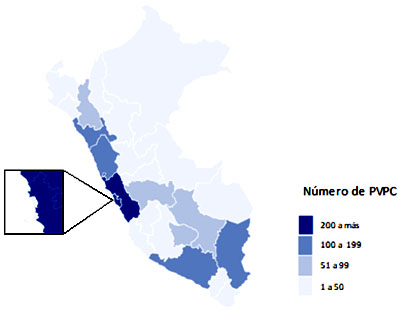 Número de PVPC
200 a más
100 a 199
51 a 99
1 a 50